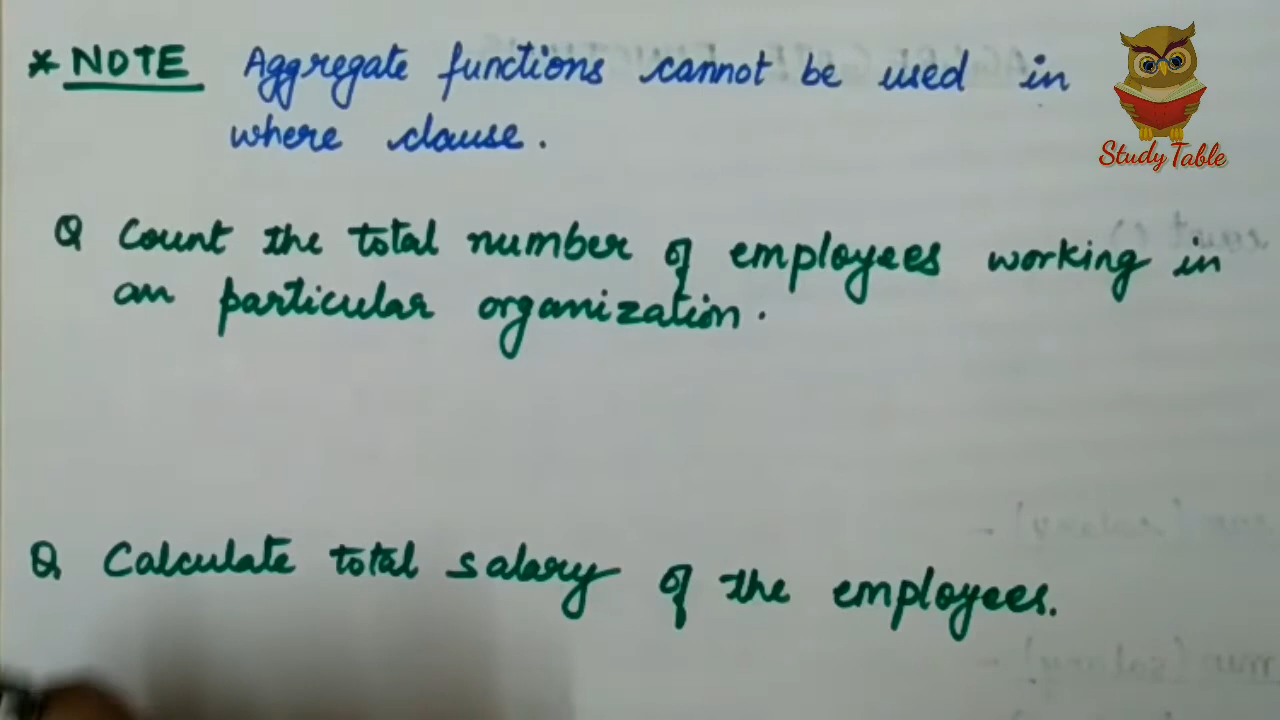 * NOTE Aggregate functions cannot be used in
where clause.
Study Table
Q Count the total number of employees working in
an particular organization.
Q Calculate total salary of the employees.